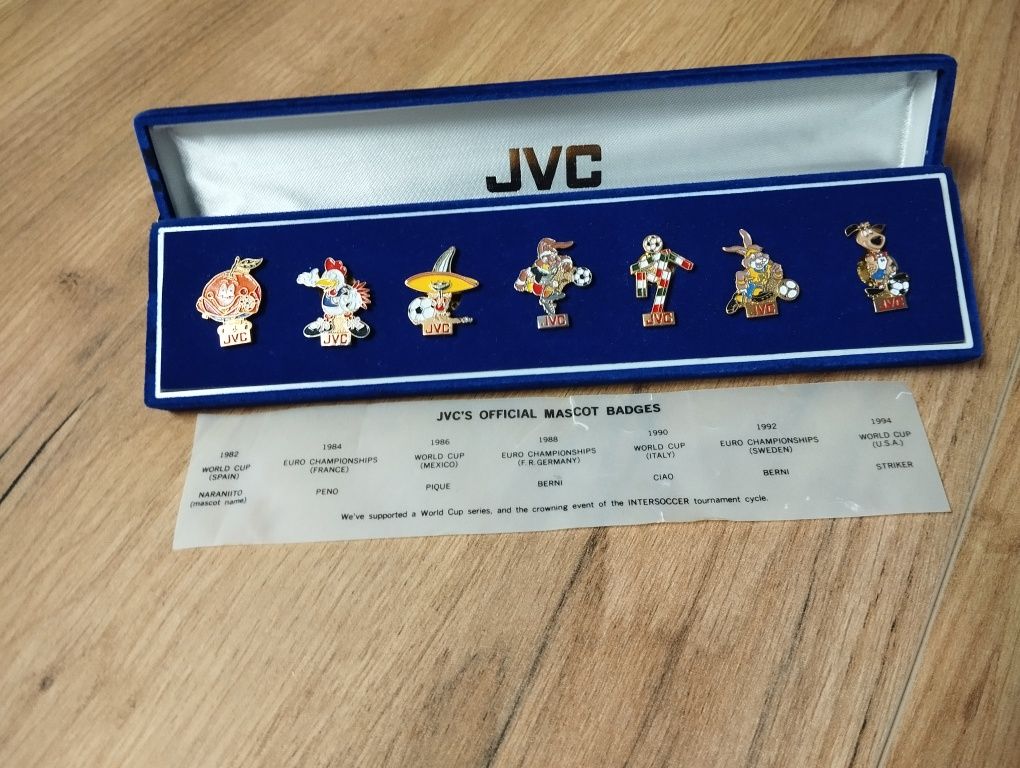 JVC
JVC
JVC
JVC
JVC
JVC
JVC
JVC
JVC'S OFFICIAL MASCOT BADGES
1982
WORLD CUP
(SPAIN)
NARANIITO
(mascot name)
1984
EURO CHAMPIONSHIPS
(FRANCE)
PENO
1986
WORLD CUP
(MEXICO)
PIQUE
1988
EURO CHAMPIONSHIPS
(F.R.GERMANY)
BERNI
1990
WORLD CUP
(ITALY)
CIAO
1992
EURO CHAMPIONSHIPS
(SWEDEN)
BERNI
1994
WORLD CUP
(U.S.A.)
STRIKER
We've supported a World Cup series, and the crowning event of the INTERSOCCER tournament cycle.